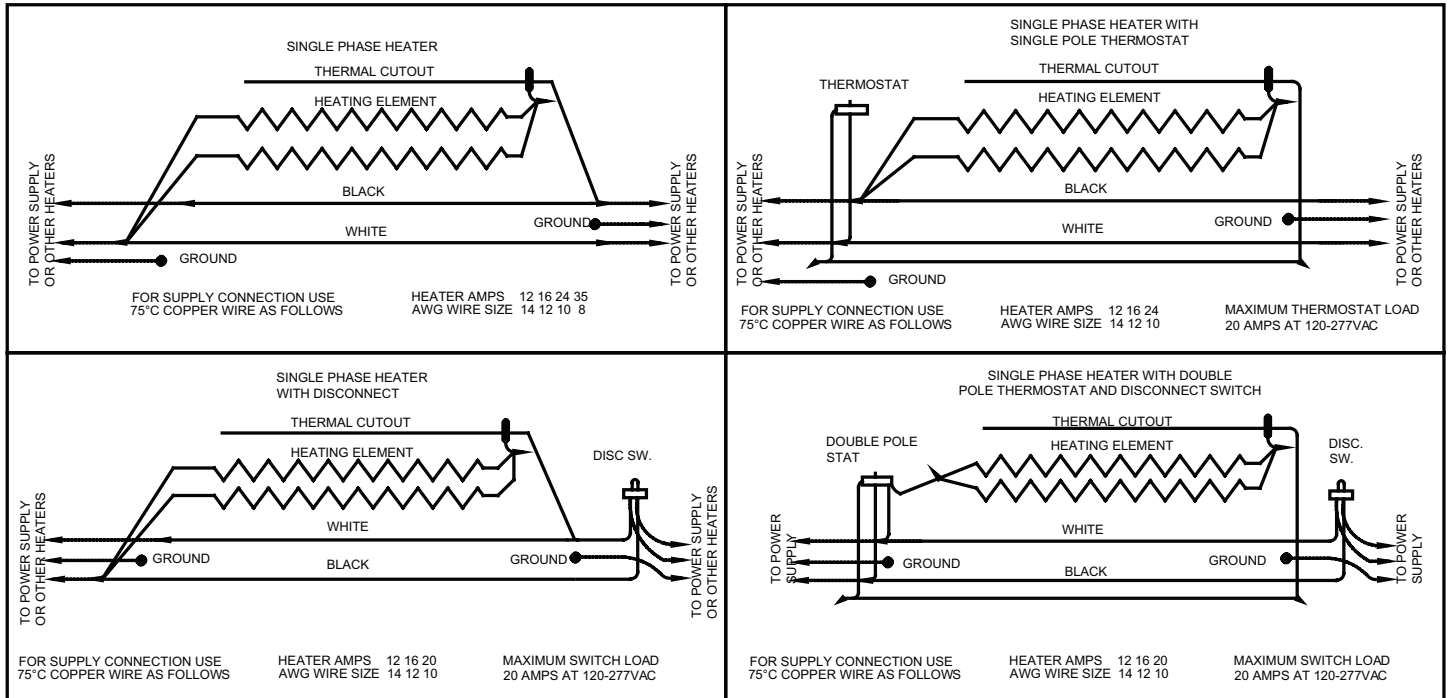 SINGLE PHASE HEATER
THERMAL CUTOUT
HEATING ELEMENT
TO POWER SUPPLY
OR OTHER HEATERS
BLACK
GROUND
WHITE
GROUND
TO POWER SUPPLY
OR OTHER HEATERS
FOR SUPPLY CONNECTION USE
75°C COPPER WIRE AS FOLLOWS
HEATER AMPS 12 16 24 35
AWG WIRE SIZE 14 12 10 8
SINGLE PHASE HEATER WITH
SINGLE POLE THERMOSTAT
THERMAL CUTOUT
THERMOSTAT
HEATING ELEMENT
TO POWER SUPPLY
OR OTHER HEATERS
BLACK
GROUND
WHITE
GROUND
TO POWER SUPPLY
OR OTHER HEATERS
FOR SUPPLY CONNECTION USE
75°C COPPER WIRE AS FOLLOWS
HEATER AMPS 12 16 24
AWG WIRE SIZE 14 12 10
MAXIMUM THERMOSTAT LOAD
20 AMPS AT 120-277VAC
SINGLE PHASE HEATER
WITH DISCONNECT
THERMAL CUTOUT
HEATING ELEMENT
DISC SW.
TO POWER SUPPLY
OR OTHER HEATERS
WHITE
GROUND
GROUND
BLACK
TO POWER SUPPLY
OR OTHER HEATERS
FOR SUPPLY CONNECTION USE
75°C COPPER WIRE AS FOLLOWS
HEATER AMPS 12 16 20
AWG WIRE SIZE 14 12 10
MAXIMUM SWITCH LOAD
20 AMPS AT 120-277VAC
SINGLE PHASE HEATER WITH DOUBLE
POLE THERMOSTAT AND DISCONNECT SWITCH
THERMAL CUTOUT
DOUBLE POLE
STAT
HEATING ELEMENT
DISC.
SW.
TO POWER
SUPPLY
WHITE
GROUND
GROUND
BLACK
TO POWER
SUPPLY
FOR SUPPLY CONNECTION USE
75°C COPPER WIRE AS FOLLOWS
HEATER AMPS 12 16 20
AWG WIRE SIZE 14 12 10
MAXIMUM SWITCH LOAD
20 AMPS AT 120-277VAC